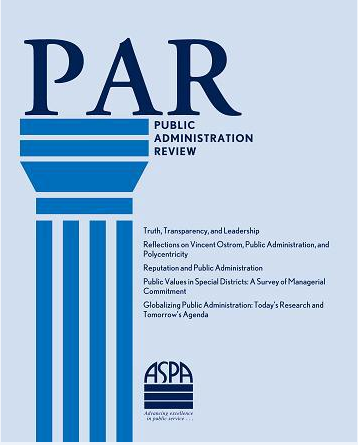 PAR
PUBLIC
ADMINISTRATION
REVIEW
Truth, Transparency, and Leadership
Reflections on Vincent Ostrom, Public Administration, and
Polycentricity
Reputation and Public Administration
Public Values in Special Districts: A Survey of Managerial
Commitment
Globalizing Public Administration: Today's Research and
Tomorrow's Agenda
ASPA
Advancing excellence
in public service . . .